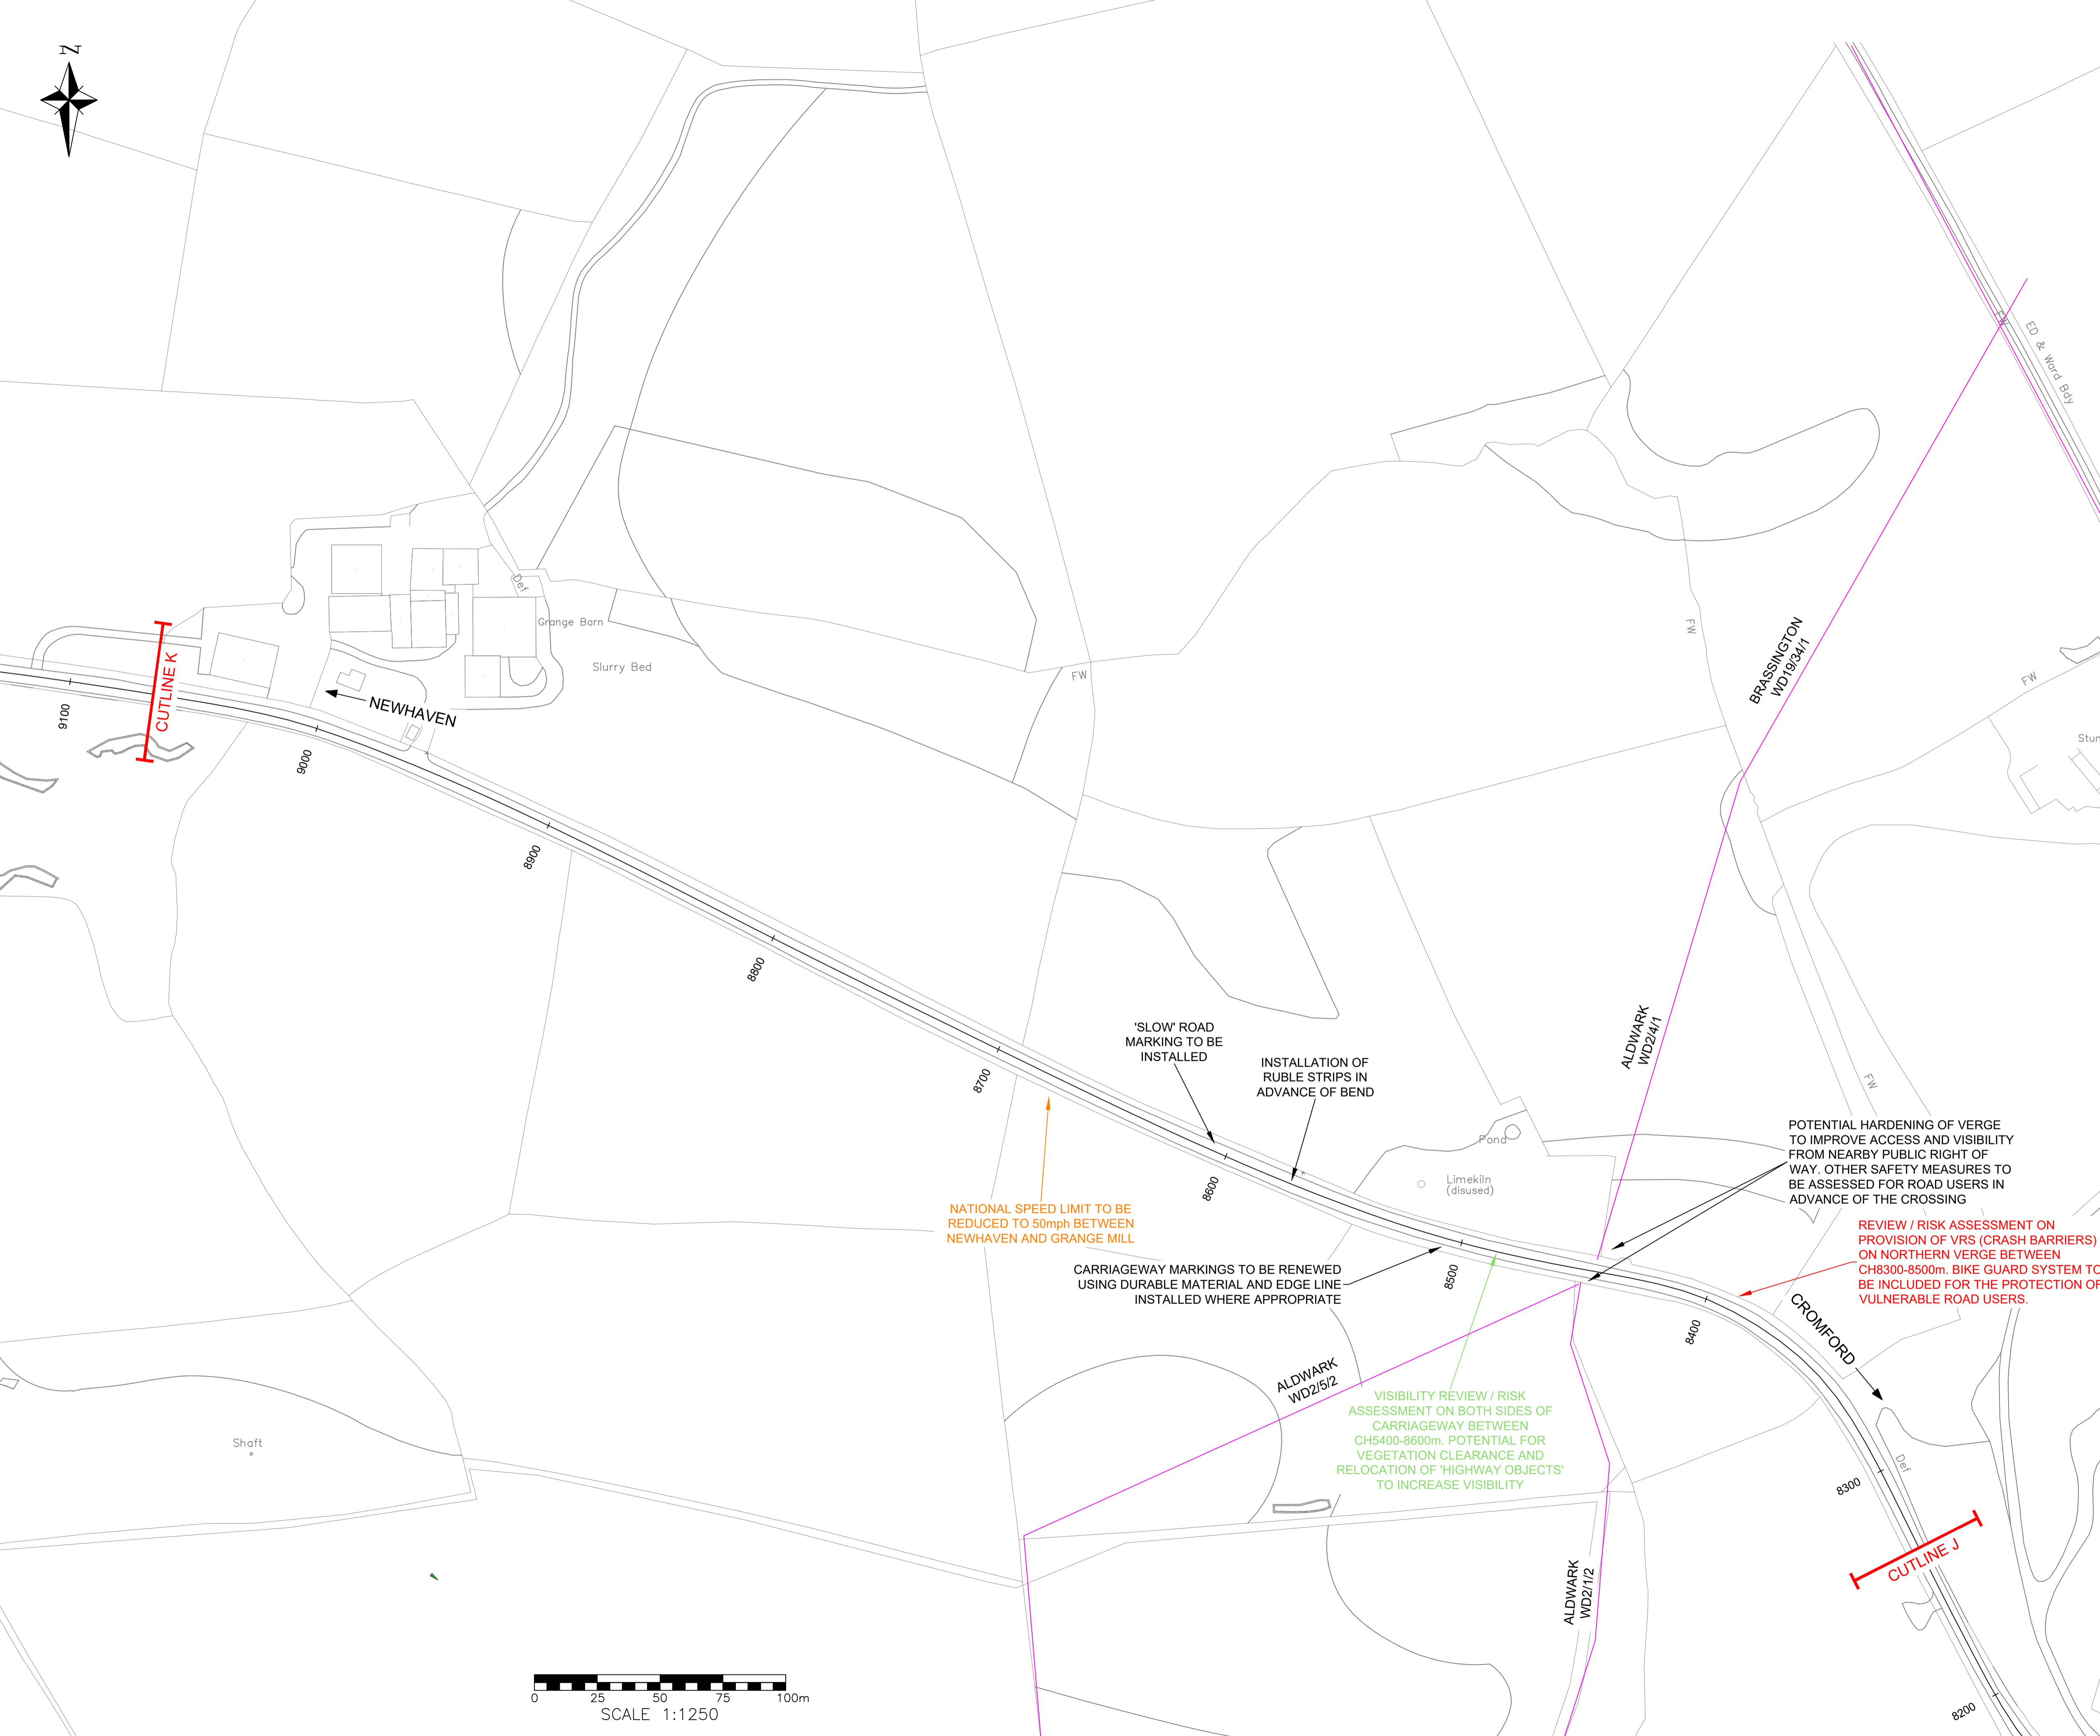 N
ED & Ward Bdy
FW
Def
Grange Barn
Slurry Bed
FW
FW
FW
Stun
BRASSINGTON
WD19/34/1
CUTLINE K
NEWHAVEN
9100
9000
8900
8800
8700
8600
8500
8400
8300
8200
'SLOW' ROAD
MARKING TO BE
INSTALLED
INSTALLATION OF
RUBLE STRIPS IN
ADVANCE OF BEND
ALDWARK
WD2/4/1
FW
Pond
Limekiln
(disused)
POTENTIAL HARDENING OF VERGE
TO IMPROVE ACCESS AND VISIBILITY
FROM NEARBY PUBLIC RIGHT OF
WAY. OTHER SAFETY MEASURES TO
BE ASSESSED FOR ROAD USERS IN
ADVANCE OF THE CROSSING
NATIONAL SPEED LIMIT TO BE
REDUCED TO 50mph BETWEEN
NEWHAVEN AND GRANGE MILL
REVIEW / RISK ASSESSMENT ON
PROVISION OF VRS (CRASH BARRIERS)
ON NORTHERN VERGE BETWEEN
CH8300-8500m. BIKE GUARD SYSTEM TO
BE INCLUDED FOR THE PROTECTION OF
VULNERABLE ROAD USERS.
CARRIAGEWAY MARKINGS TO BE RENEWED
USING DURABLE MATERIAL AND EDGE LINE
INSTALLED WHERE APPROPRIATE
CROMFORD
ALDWARK
WD2/5/2
VISIBILITY REVIEW / RISK
ASSESSMENT ON BOTH SIDES OF
CARRIAGEWAY BETWEEN
CH5400-8600m. POTENTIAL FOR
VEGETATION CLEARANCE AND
RELOCATION OF 'HIGHWAY OBJECTS'
TO INCREASE VISIBILITY
Shaft
Def
CUTLINE J
ALDWARK
WD2/1/2
0 25 50 75 100m
SCALE 1:1250